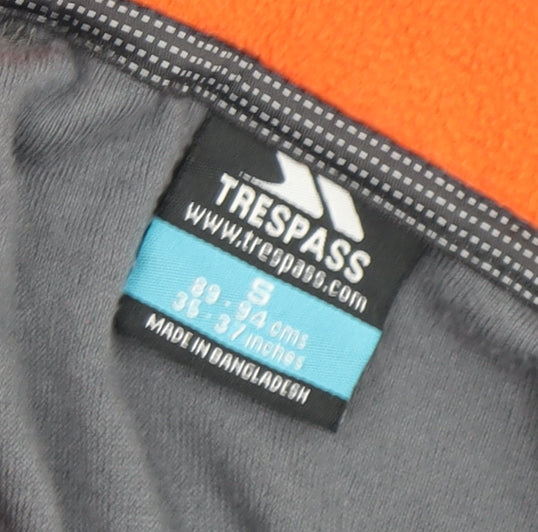 TRESPASS
www.trespass.com
S
89 - 94 cms
35 - 37 inches
MADE IN BANGLADESH